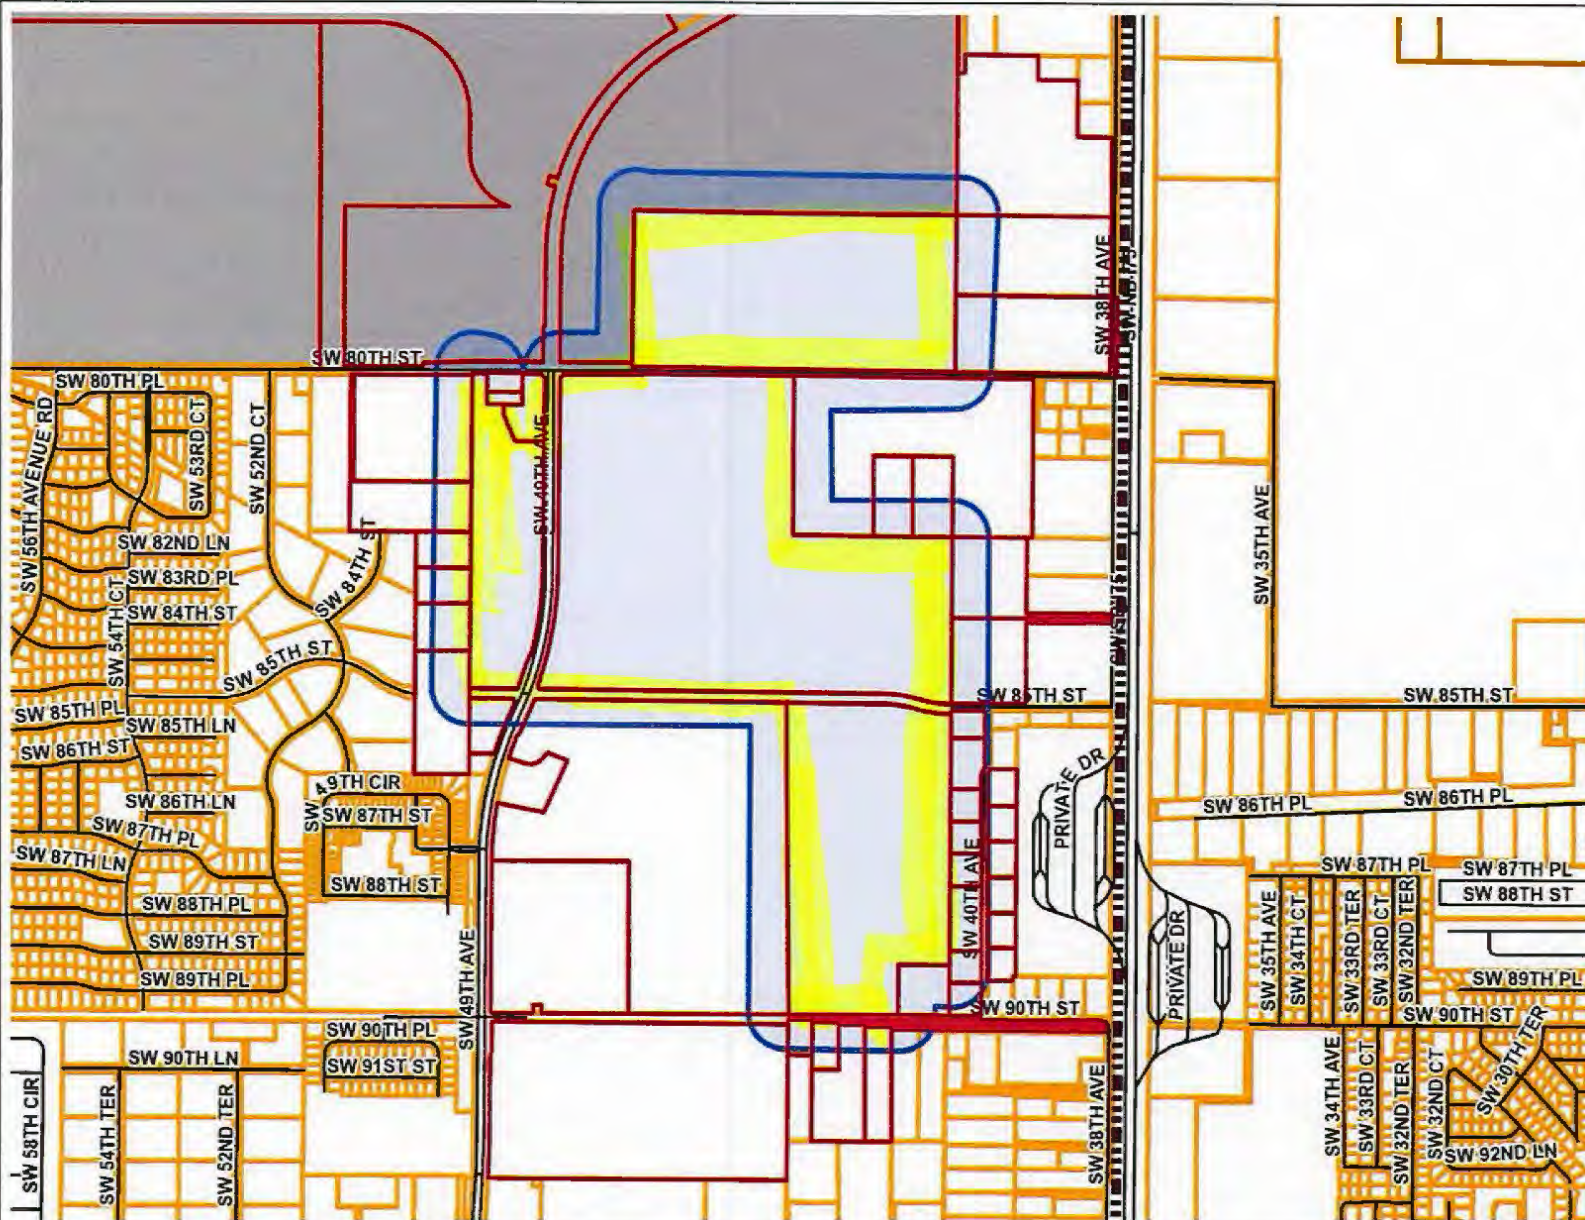 SW 80TH ST
SW 80TH PL
SW 56TH AVENUE RD
SW 53RD CT
SW 52ND CT
SW 49TH AVE
SW 38TH AVE
SW 82ND LN
SW 83RD PL
SW 84TH ST
SW 84TH ST
SW 54TH CT
SW 85TH ST
SW 85TH PL
SW 85TH LN
SW 86TH ST
SW 86TH LN
SW 87TH PL
SW 87TH LN
SW 49TH CIR
SW 87TH ST
SW 88TH ST
SW 88TH PL
SW 89TH ST
SW 89TH PL
SW 49TH AVE
SW 90TH PL
SW 91ST ST
SW 90TH LN
SW 58TH CIR
SW 54TH TER
SW 52ND TER
SW 85TH ST
PRIVATE DR
SW 40TH AVE
SW 90TH ST
SW 38TH AVE
PRIVATE DR
SW 35TH AVE
SW 85TH ST
SW 86TH PL
SW 86TH PL
SW 87TH PL
SW 87TH PL
SW 88TH ST
SW 35TH AVE
SW 34TH CT
SW 33RD TER
SW 33RD CT
SW 32ND TER
SW 89TH PL
SW 90TH ST
SW 34TH AVE
SW 33RD CT
SW 32ND TER
SW 32ND CT
SW 30TH TER
SW 92ND LN